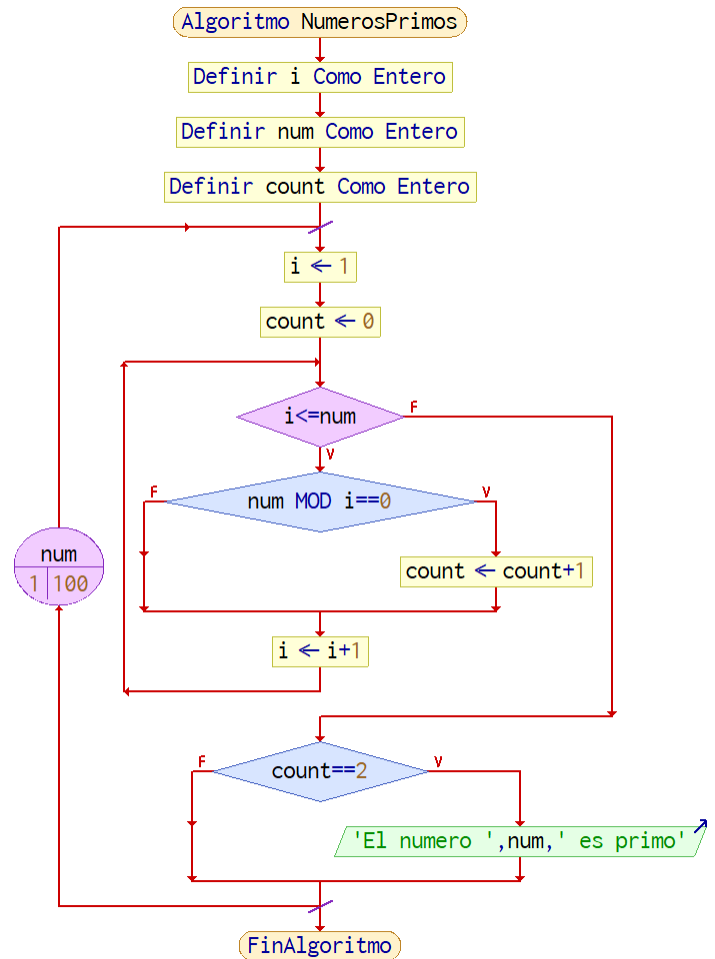 Algoritmo NumerosPrimos
Definir i Como Entero
Definir num Como Entero
Definir count Como Entero
i ← 1
count ← 0
i<=num
F
V
num MOD i==0
F
V
count ← count+1
num
1 100
i ← i+1
count==2
F
V
'El numero ',num,' es primo'
FinAlgoritmo